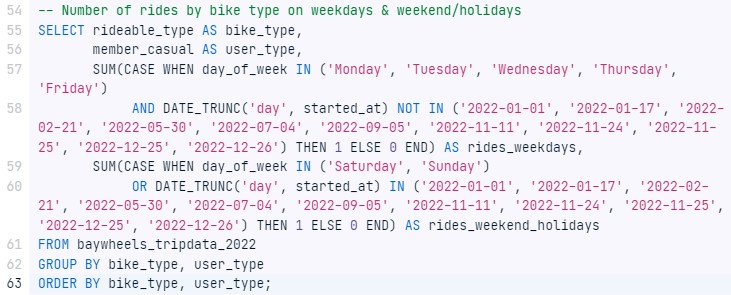 54 -- Number of rides by bike type on weekdays & weekend/holidays
55 SELECT rideable_type AS bike_type,
56 member_casual AS user_type,
57 SUM(CASE WHEN day_of_week IN ('Monday', 'Tuesday', 'Wednesday', 'Thursday',
'Friday')
58 AND DATE_TRUNC('day', started_at) NOT IN ('2022-01-01', '2022-01-17', '2022-
02-21', '2022-05-30', '2022-07-04', '2022-09-05', '2022-11-11', '2022-11-24', '2022-11-
25', '2022-12-25', '2022-12-26') THEN 1 ELSE 0 END) AS rides_weekdays,
59 SUM(CASE WHEN day_of_week IN ('Saturday', 'Sunday')
60 OR DATE_TRUNC('day', started_at) IN ('2022-01-01', '2022-01-17', '2022-02-
21', '2022-05-30', '2022-07-04', '2022-09-05', '2022-11-11', '2022-11-24', '2022-11-25',
'2022-12-25', '2022-12-26') THEN 1 ELSE 0 END) AS rides_weekend_holidays
61 FROM baywheels_tripdata_2022
62 GROUP BY bike_type, user_type
63 ORDER BY bike_type, user_type;